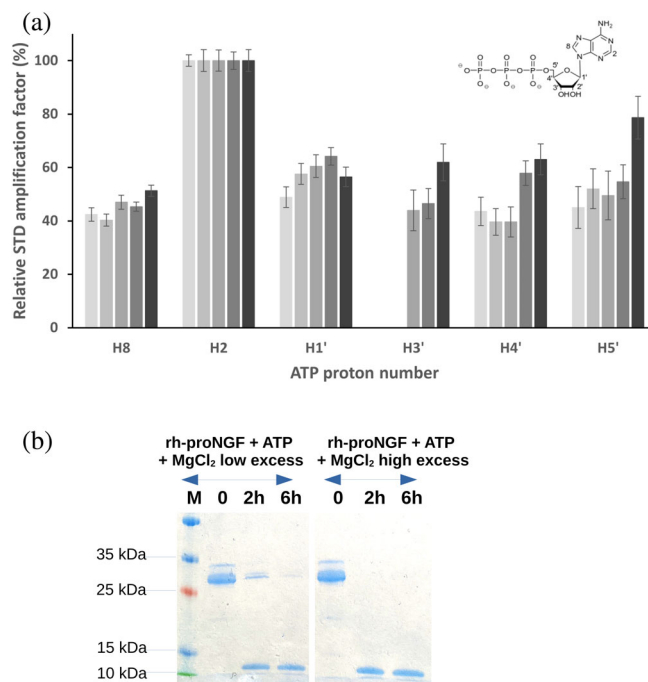 (a)
Relative STD amplification factor (%)
100
80
60
40
20
0
H8 H2 H1' H3' H4' H5'
ATP proton number
NH₂
N
N
8
2
N
N
O O O
⊖O P O P O P O
O⊖ O⊖ O⊖
5'
O
4' 1'
3' 2'
OHOH
(b)
rh-proNGF + ATP
+ MgCl₂ low excess
rh-proNGF + ATP
+ MgCl₂ high excess
M 0 2h 6h 0 2h 6h
35 kDa
25 kDa
15 kDa
10 kDa